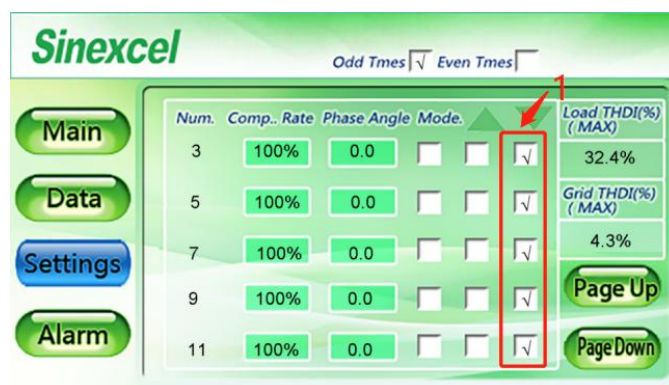 Sinexcel
Odd Tmes √ Even Tmes
1
Main
Data
Settings
Alarm
Num. Comp.. Rate Phase Angle Mode.
3 100% 0.0 √
5 100% 0.0 √
7 100% 0.0 √
9 100% 0.0 √
11 100% 0.0 √
Load THDI(%)
(MAX)
32.4%
Grid THDI(%)
(MAX)
4.3%
Page Up
Page Down